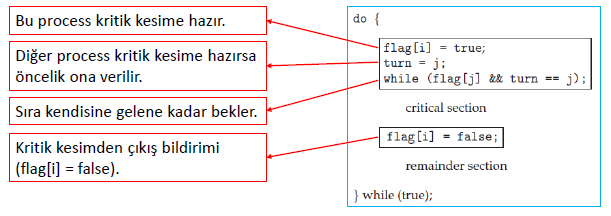 Bu process kritik kesime hazır.
Diğer process kritik kesime hazırsa
öncelik ona verilir.
Sıra kendisine gelene kadar bekler.
Kritik kesimden çıkış bildirimi
(flag[i] = false).
do {
flag[i] = true;
turn = j;
while (flag[j] && turn == j);
critical section
flag[i] = false;
remainder section
} while (true);